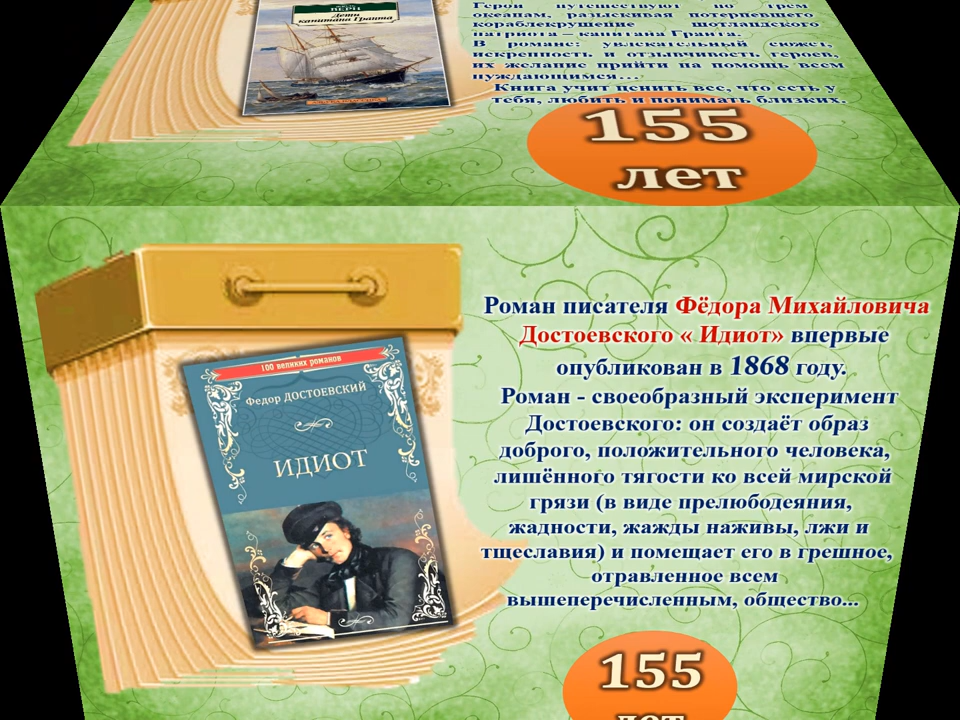 ВЕРН
Дети
капитана Гранта
Герои путешествуют по трем
океанам, разыскивая потерпевшего
кораблекрушение шотландского
патриота – капитана Гранта.
В романе: увлекательный сюжет,
искренность и отзывчивость героев,
их желание прийти на помощь всем
нуждающимся…
Книга учит ценить все, что есть у
тебя, любить и понимать близких.
155
лет
100 великих романов
Федор ДОСТОЕВСКИЙ
ИДИОТ
Роман писателя Фёдора Михайловича
Достоевского « Идиот» впервые
опубликован в 1868 году.
Роман - своеобразный эксперимент
Достоевского: он создаёт образ
доброго, положительного человека,
лишённого тягости ко всей мирской
грязи (в виде прелюбодеяния,
жадности, жажды наживы, лжи и
тщеславия) и помещает его в грешное,
отравленное всем
вышеперечисленным, общество...
155
лет